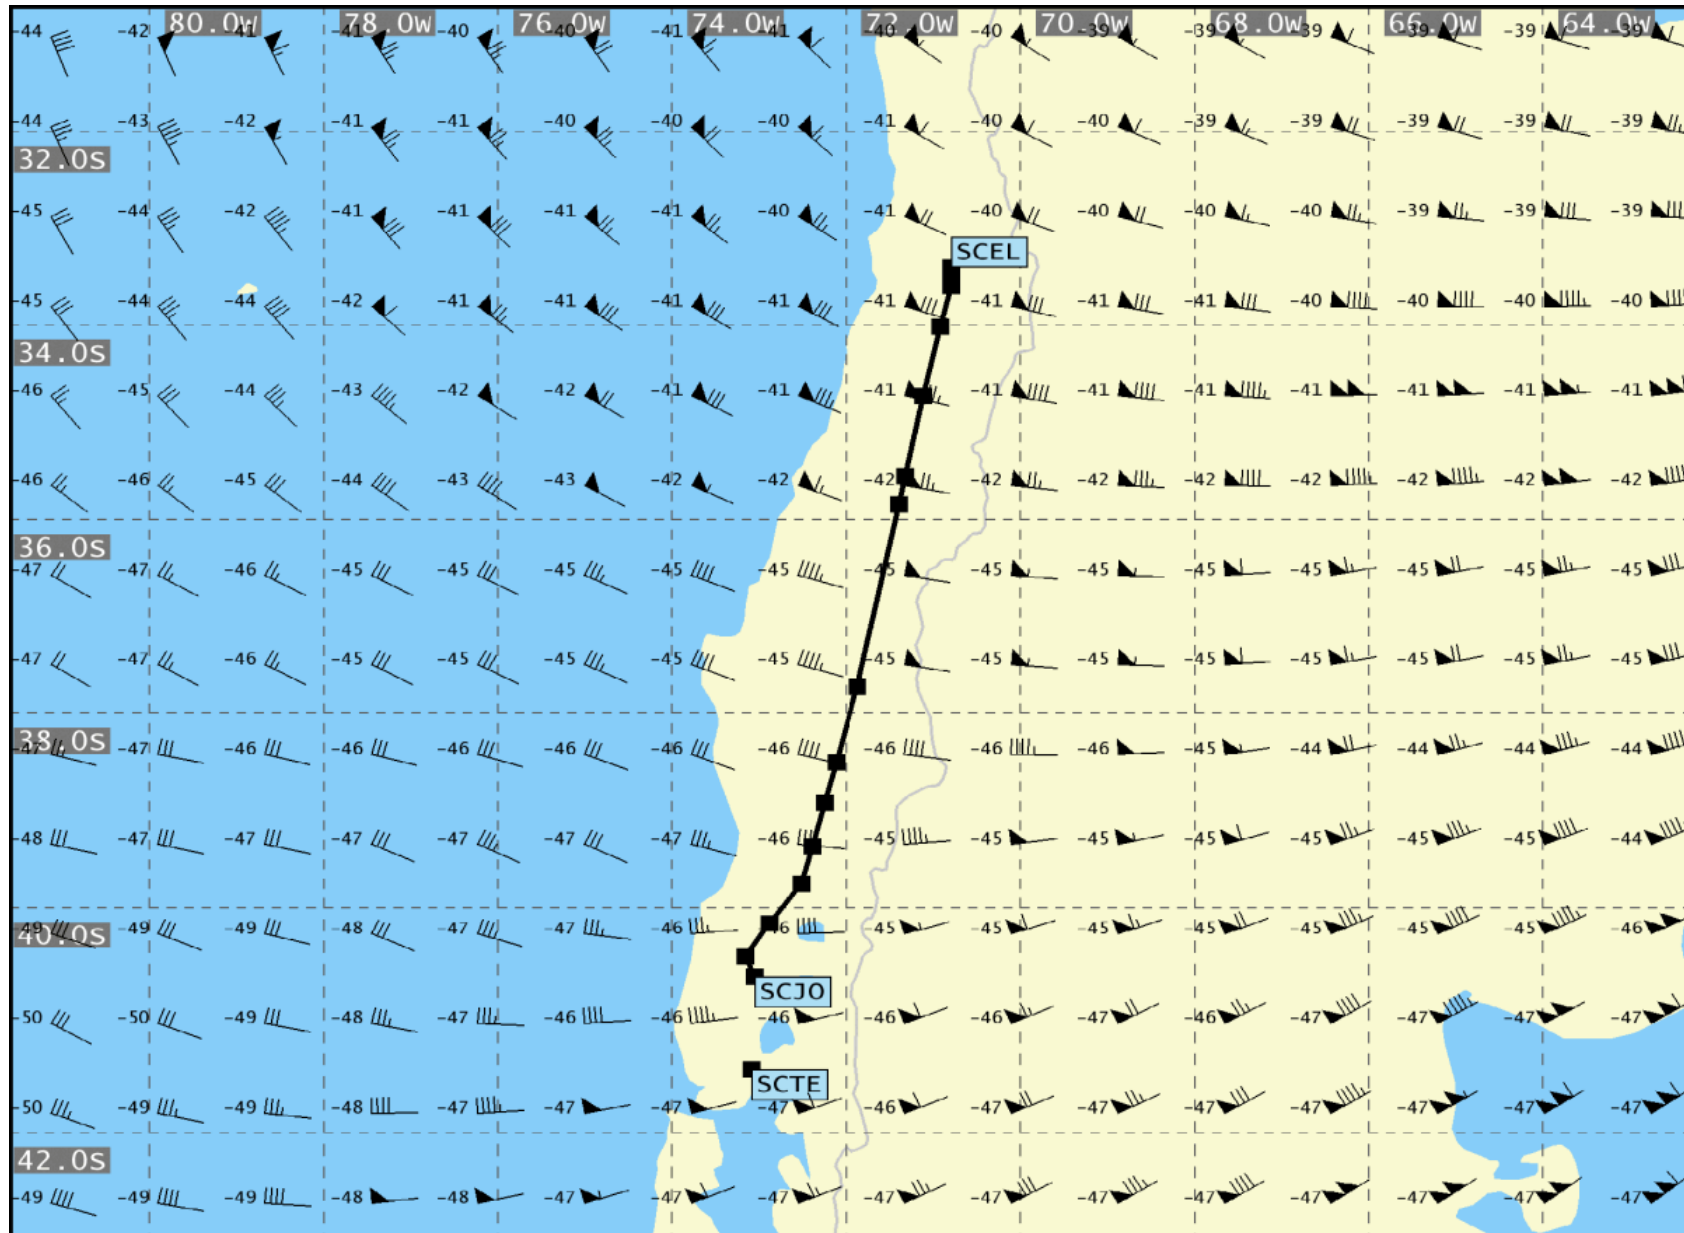 80.0W 78.0W 76.0W 74.0W 72.0W 70.0W 68.0W 66.0W 64.0W
-44 -42 -41 -41 -40 -40 -41 -41 -40 -40 -39 -39 -39 -39 -39 -39
-44 -43 -42 -41 -41 -40 -40 -40 -41 -40 -40 -39 -39 -39 -39 -39
32.0S
-45 -44 -42 -41 -41 -41 -41 -40 -41 -40 -40 -40 -40 -39 -39 -39
SCEL
-45 -44 -44 -42 -41 -41 -41 -41 -41 -41 -41 -41 -40 -40 -40 -40
34.0S
-46 -45 -44 -43 -42 -42 -41 -41 -41 -41 -41 -41 -41 -41 -41 -41
-46 -46 -45 -44 -43 -43 -42 -42 -42 -42 -42 -42 -42 -42 -42 -42
36.0S
-47 -47 -46 -45 -45 -45 -45 -45 -45 -45 -45 -45 -45 -45 -45 -45
-47 -47 -46 -45 -45 -45 -45 -45 -45 -45 -45 -45 -45 -45 -45 -45
38.0S
-47 -47 -46 -46 -46 -46 -46 -46 -46 -46 -46 -45 -44 -44 -44 -44
-48 -47 -47 -47 -47 -47 -47 -46 -45 -45 -45 -45 -45 -45 -45 -44
-49 -49 -49 -48 -47 -47 -46 -46 -45 -45 -45 -45 -45 -45 -45 -46
40.0S
SCJO
-50 -50 -49 -48 -47 -46 -46 -46 -46 -46 -47 -46 -47 -47 -47 -47
SCTE
-50 -49 -49 -48 -47 -47 -47 -47 -46 -47 -47 -47 -47 -47 -47 -47
42.0S
-49 -49 -49 -48 -48 -47 -47 -47 -47 -47 -47 -47 -47 -47 -47 -47